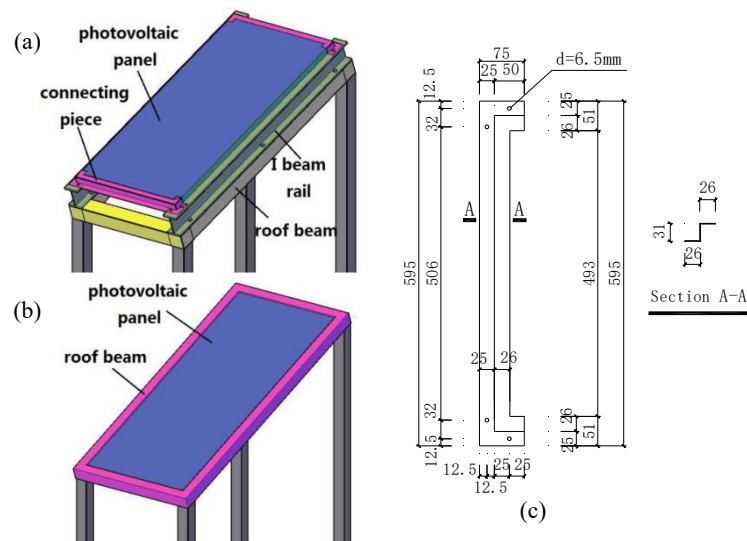 (a)
photovoltaic
panel
connecting
piece
I beam
rail
roof beam
(b)
photovoltaic
panel
roof beam
75
25 50
d=6.5mm
12.5
32
25
51
26
A A
595
506
493
595
25 26
32
12.5
26
51
25
12.5 25 25
12.5
(c)
26
31
26
Section A-A